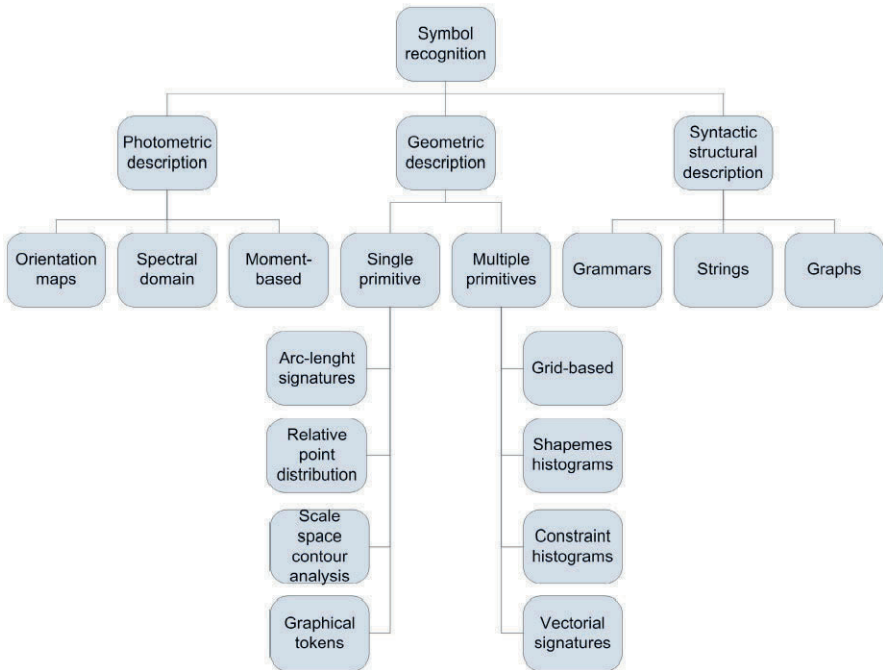 Symbol
recognition
Photometric
description
Geometric
description
Syntactic
structural
description
Orientation
maps
Spectral
domain
Moment-
based
Single
primitive
Multiple
primitives
Grammars
Strings
Graphs
Arc-lenght
signatures
Grid-based
Relative
point
distribution
Shapemes
histograms
Scale
space
contour
analysis
Constraint
histograms
Graphical
tokens
Vectorial
signatures